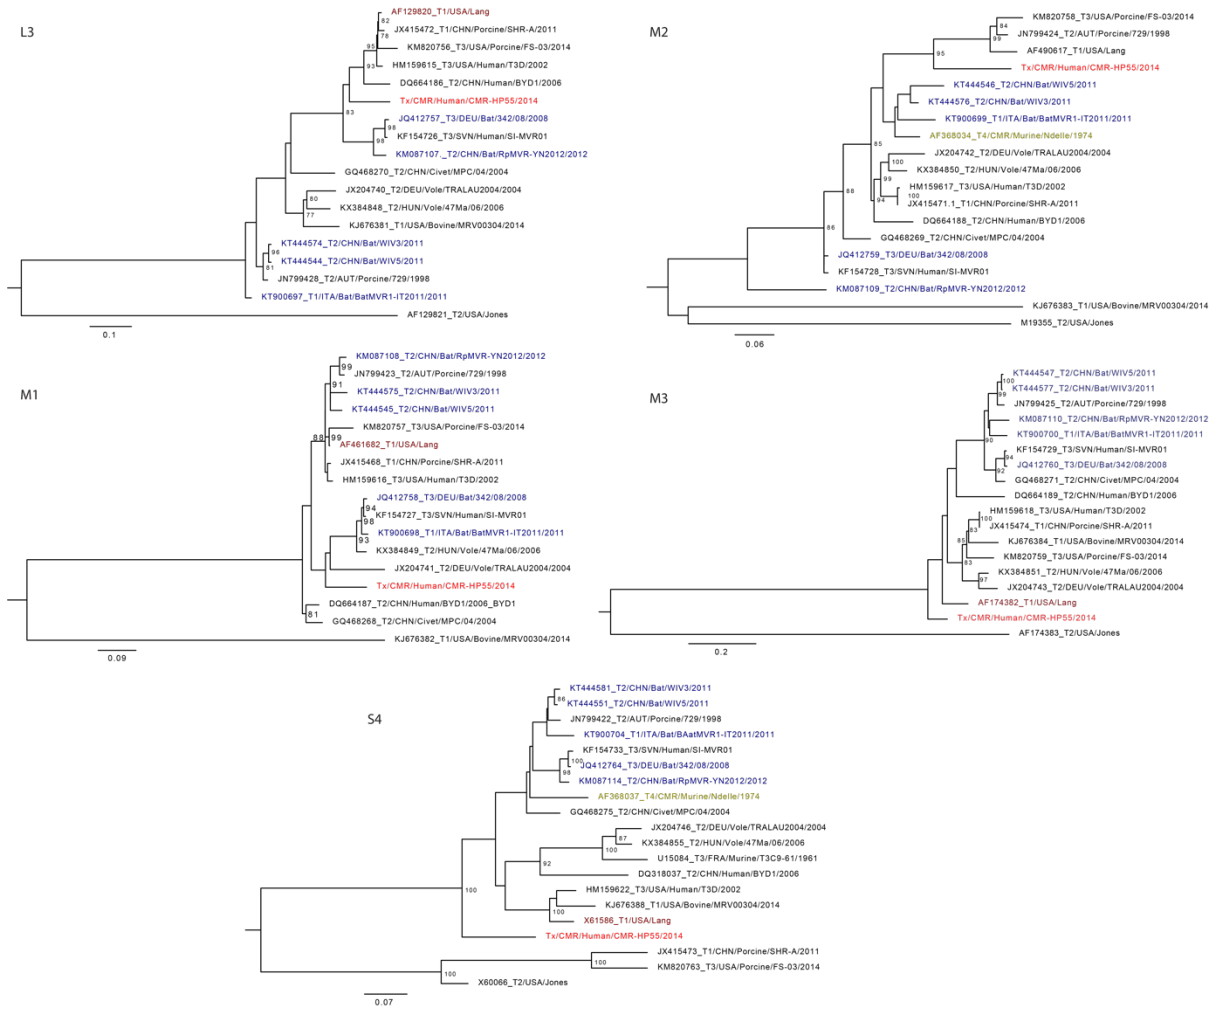 L3
AF129820_T1/USA/Lang
82
JX415472_T1/CHN/Porcine/SHR-A/2011
78
95
KM820756_T3/USA/Porcine/FS-03/2014
93
HM159615_T3/USA/Human/T3D/2002
DQ664186_T2/CHN/Human/BYD1/2006
Tx/CMR/Human/CMR-HP55/2014
83
JQ412757_T3/DEU/Bat/342/08/2008
98
KF154726_T3/SVN/Human/SI-MVR01
98
KM087107._T2/CHN/Bat/RpMVR-YN2012/2012
GQ468270_T2/CHN/Civet/MPC/04/2004
JX204740_T2/DEU/Vole/TRALAU2004/2004
80
KX384848_T2/HUN/Vole/47Ma/06/2006
77
KJ676381_T1/USA/Bovine/MRV00304/2014
KT444574_T2/CHN/Bat/WIV3/2011
96
KT444544_T2/CHN/Bat/WIV5/2011
81
JN799428_T2/AUT/Porcine/729/1998
KT900697_T1/ITA/Bat/BatMVR1-IT2011/2011
AF129821_T2/USA/Jones
0.1
M2
KM820758_T3/USA/Porcine/FS-03/2014
84
JN799424_T2/AUT/Porcine/729/1998
99
AF490617_T1/USA/Lang
95
Tx/CMR/Human/CMR-HP55/2014
KT444546_T2/CHN/Bat/WIV5/2011
KT444576_T2/CHN/Bat/WIV3/2011
KT900699_T1/ITA/Bat/BatMVR1-IT2011/2011
AF368034_T4/CMR/Murine/Ndelle/1974
85
JX204742_T2/DEU/Vole/TRALAU2004/2004
100
KX384850_T2/HUN/Vole/47Ma/06/2006
99
HM159617_T3/USA/Human/T3D/2002
100
94
JX415471.1_T1/CHN/Porcine/SHR-A/2011
88
DQ664188_T2/CHN/Human/BYD1/2006
86
GQ468269_T2/CHN/Civet/MPC/04/2004
JQ412759_T3/DEU/Bat/342/08/2008
KF154728_T3/SVN/Human/SI-MVR01
KM087109_T2/CHN/Bat/RpMVR-YN2012/2012
KJ676383_T1/USA/Bovine/MRV00304/2014
M19355_T2/USA/Jones
0.06
M1
KM087108_T2/CHN/Bat/RpMVR-YN2012/2012
99
JN799423_T2/AUT/Porcine/729/1998
91
KT444575_T2/CHN/Bat/WIV3/2011
KT444545_T2/CHN/Bat/WIV5/2011
KM820757_T3/USA/Porcine/FS-03/2014
88
99
AF461682_T1/USA/Lang
JX415468_T1/CHN/Porcine/SHR-A/2011
HM159616_T3/USA/Human/T3D/2002
JQ412758_T3/DEU/Bat/342/08/2008
94
KF154727_T3/SVN/Human/SI-MVR01
98
KT900698_T1/ITA/Bat/BatMVR1-IT2011/2011
93
KX384849_T2/HUN/Vole/47Ma/06/2006
JX204741_T2/DEU/Vole/TRALAU2004/2004
Tx/CMR/Human/CMR-HP55/2014
DQ664187_T2/CHN/Human/BYD1/2006_BYD1
81
GQ468268_T2/CHN/Civet/MPC/04/2004
KJ676382_T1/USA/Bovine/MRV00304/2014
0.09
M3
KT444547_T2/CHN/Bat/WIV5/2011
100
KT444577_T2/CHN/Bat/WIV3/2011
99
JN799425_T2/AUT/Porcine/729/1998
KM087110_T2/CHN/Bat/RpMVR-YN2012/2012
KT900700_T1/ITA/Bat/BatMVR1-IT2011/2011
90
KF154729_T3/SVN/Human/SI-MVR01
94
JQ412760_T3/DEU/Bat/342/08/2008
92
GQ468271_T2/CHN/Civet/MPC/04/2004
DQ664189_T2/CHN/Human/BYD1/2006
HM159618_T3/USA/Human/T3D/2002
100
JX415474_T1/CHN/Porcine/SHR-A/2011
83
KJ676384_T1/USA/Bovine/MRV00304/2014
85
KM820759_T3/USA/Porcine/FS-03/2014
83
KX384851_T2/HUN/Vole/47Ma/06/2006
97
JX204743_T2/DEU/Vole/TRALAU2004/2004
AF174382_T1/USA/Lang
Tx/CMR/Human/CMR-HP55/2014
AF174383_T2/USA/Jones
0.2
S4
KT444581_T2/CHN/Bat/WIV3/2011
86
KT444551_T2/CHN/Bat/WIV5/2011
JN799422_T2/AUT/Porcine/729/1998
KT900704_T1/ITA/Bat/BAatMVR1-IT2011/2011
KF154733_T3/SVN/Human/SI-MVR01
100
JQ412764_T3/DEU/Bat/342/08/2008
98
KM087114_T2/CHN/Bat/RpMVR-YN2012/2012
AF368037_T4/CMR/Murine/Ndelle/1974
GQ468275_T2/CHN/Civet/MPC/04/2004
JX204746_T2/DEU/Vole/TRALAU2004/2004
87
KX384855_T2/HUN/Vole/47Ma/06/2006
100
U15084_T3/FRA/Murine/T3C9-61/1961
92
DQ318037_T2/CHN/Human/BYD1/2006
HM159622_T3/USA/Human/T3D/2002
100
KJ676388_T1/USA/Bovine/MRV00304/2014
100
X61586_T1/USA/Lang
Tx/CMR/Human/CMR-HP55/2014
JX415473_T1/CHN/Porcine/SHR-A/2011
100
KM820763_T3/USA/Porcine/FS-03/2014
100
X60066_T2/USA/Jones
0.07